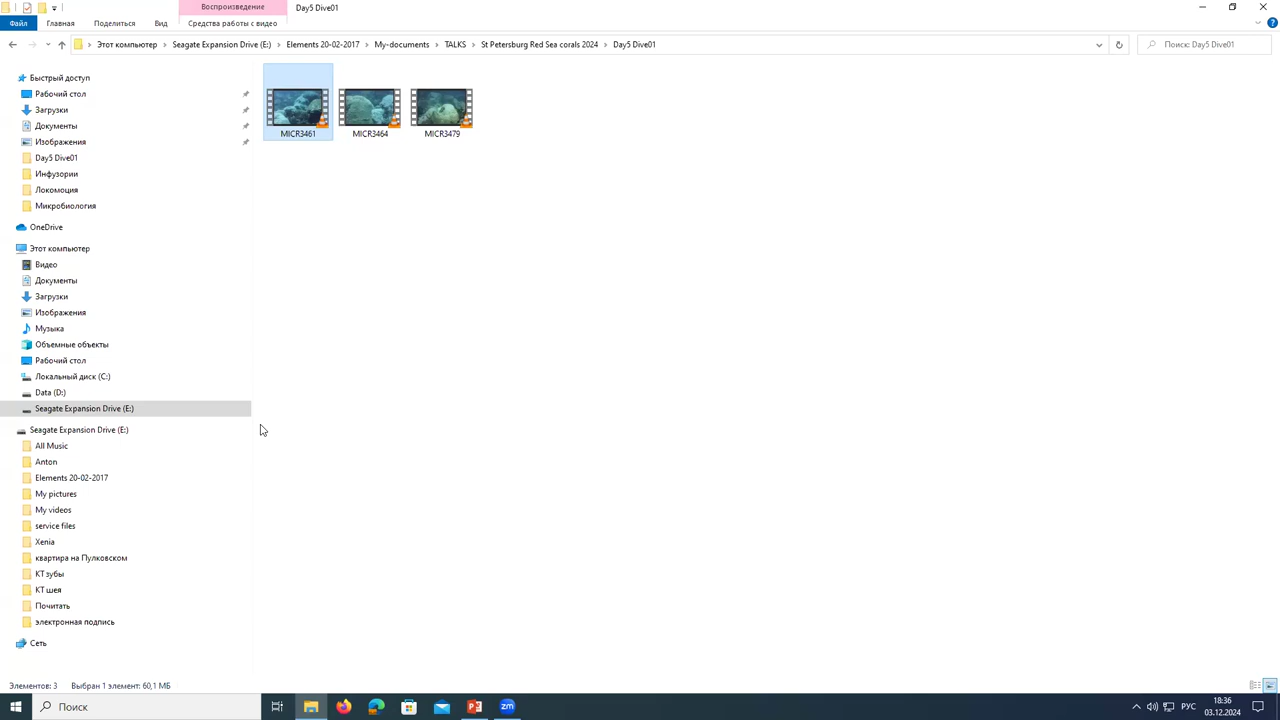 Воспроизведение
Day5 Dive01
Файл
Главная
Поделиться
Вид
Средства работы с видео
Этот компьютер
Seagate Expansion Drive (E:)
Elements 20-02-2017
My-documents
TALKS
St Petersburg Red Sea corals 2024
Day5 Dive01
Поиск: Day5 Dive01
Быстрый доступ
Рабочий стол
Загрузки
Документы
Изображения
Day5 Dive01
Инфузории
Локомоция
Микробиология
OneDrive
Этот компьютер
Видео
Документы
Загрузки
Изображения
Музыка
Объемные объекты
Рабочий стол
Локальный диск (C:)
Data (D:)
Seagate Expansion Drive (E:)
Seagate Expansion Drive (E:)
All Music
Anton
Elements 20-02-2017
My pictures
My videos
service files
Xenia
квартира на Пулковском
КТ зубы
КТ шея
Почитать
электронная подпись
Сеть
MICR3461
MICR3464
MICR3479
Элементов: 3
Выбран 1 элемент: 60,1 МБ
Поиск
zm
РУС
18:36
03.12.2024